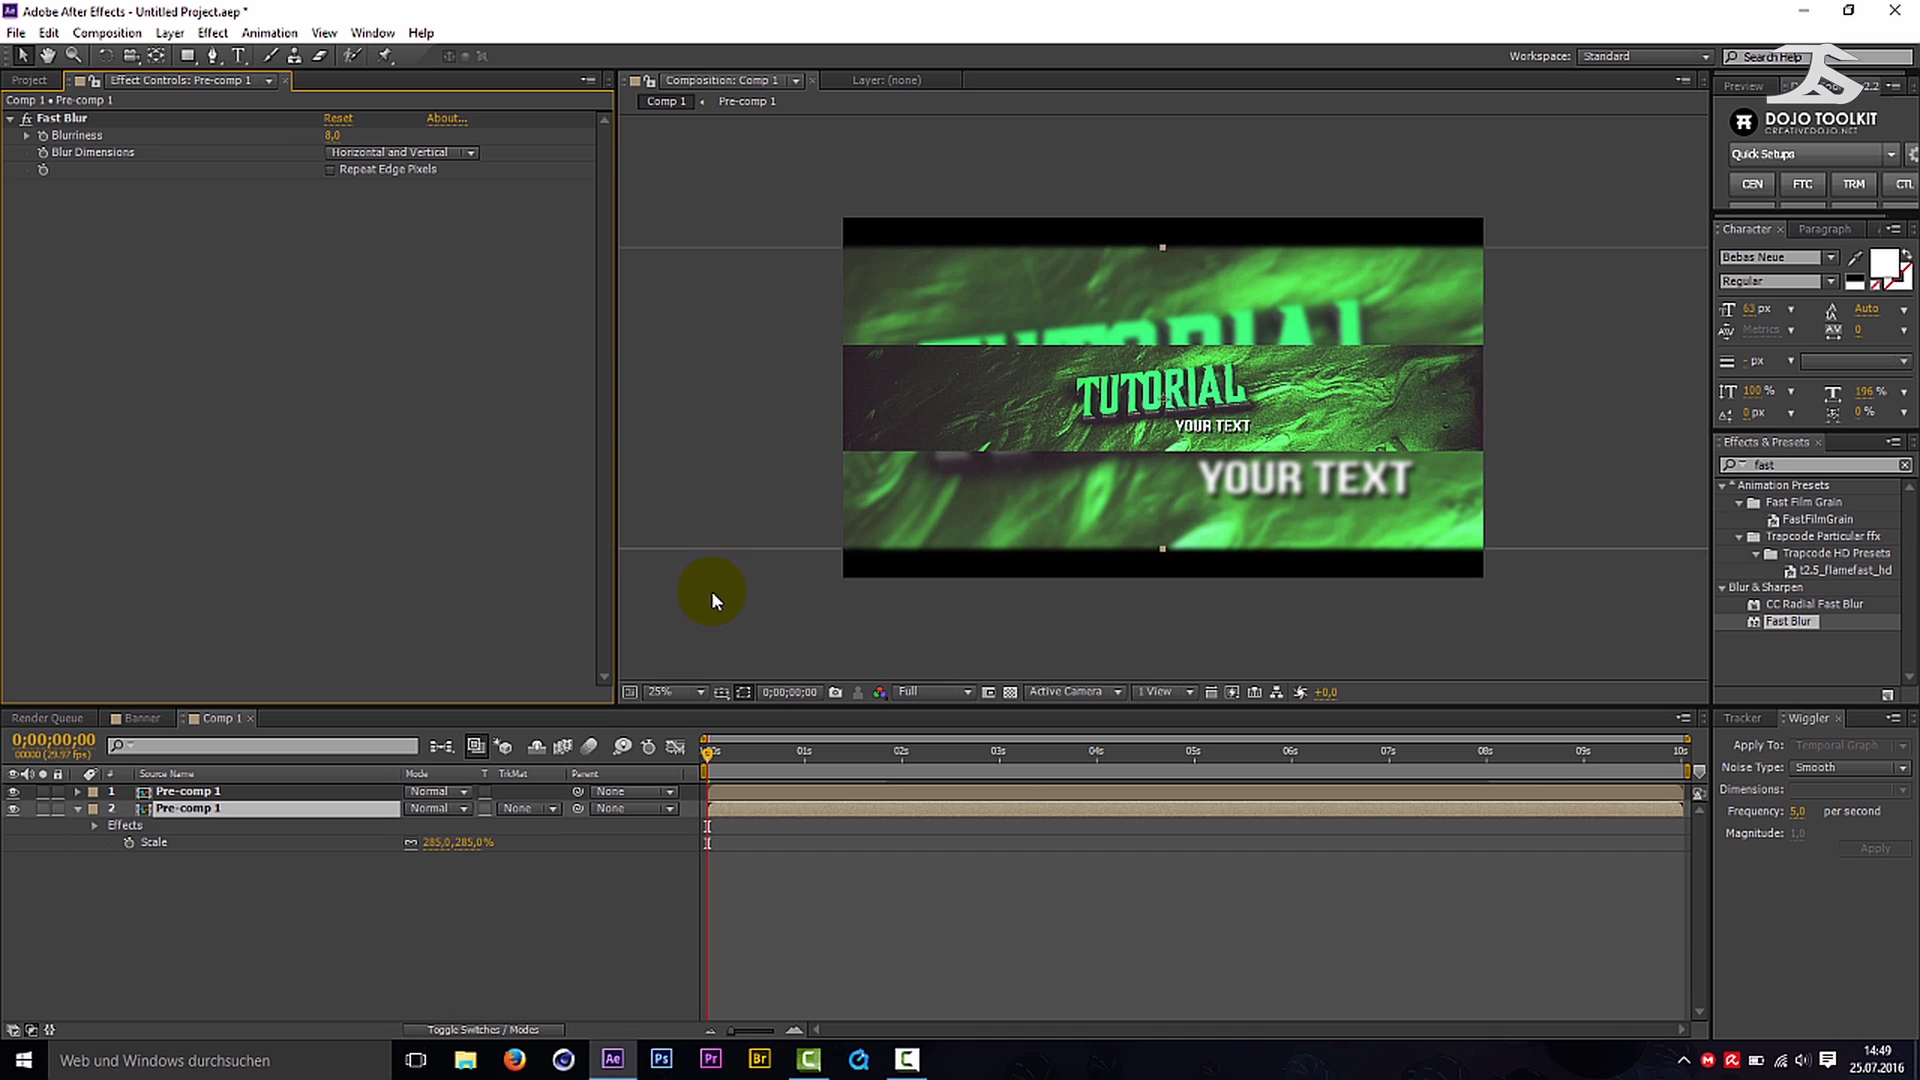 Adobe After Effects - Untitled Project.aep *
File Edit Composition Layer Effect Animation View Window Help
Workspace: Standard Search Help
Project Effect Controls: Pre-comp 1
Comp 1 • Pre-comp 1
fx Fast Blur Reset About...
Blurriness 8,0
Blur Dimensions Horizontal and Vertical
Repeat Edge Pixels
Composition: Comp 1 Layer: (none)
Comp 1 Pre-comp 1
TUTORIAL
TUTORIAL
YOUR TEXT
YOUR TEXT
25% 0;00;00;00 Full Active Camera 1 View +0,0
Preview 2.2
DOJO TOOLKIT
CREATIVEDOJO.NET
Quick Setups
CEN FTC TRM CTL
Character Paragraph
Bebas Neue
Regular
63 px Auto
Metrics 0
- px
100 % 196 %
0 px 0 %
Effects & Presets
fast
* Animation Presets
Fast Film Grain
FastFilmGrain
Trapcode Particular ffx
Trapcode HD Presets
t2.5_flamefast_hd
Blur & Sharpen
CC Radial Fast Blur
Fast Blur
Render Queue Banner Comp 1
0;00;00;00
00000 (29.97 fps)
01s 02s 03s 04s 05s 06s 07s 08s 09s 10s
# Source Name Mode T TrkMat Parent
1 Pre-comp 1 Normal None
2 Pre-comp 1 Normal None None
Effects
Scale 285,0,285,0%
Toggle Switches / Modes
Tracker Wiggler
Apply To: Temporal Graph
Noise Type: Smooth
Dimensions:
Frequency: 5,0 per second
Magnitude: 1,0
Apply
Web und Windows durchsuchen
Ae Ps Pr Br
14:49
25.07.2016